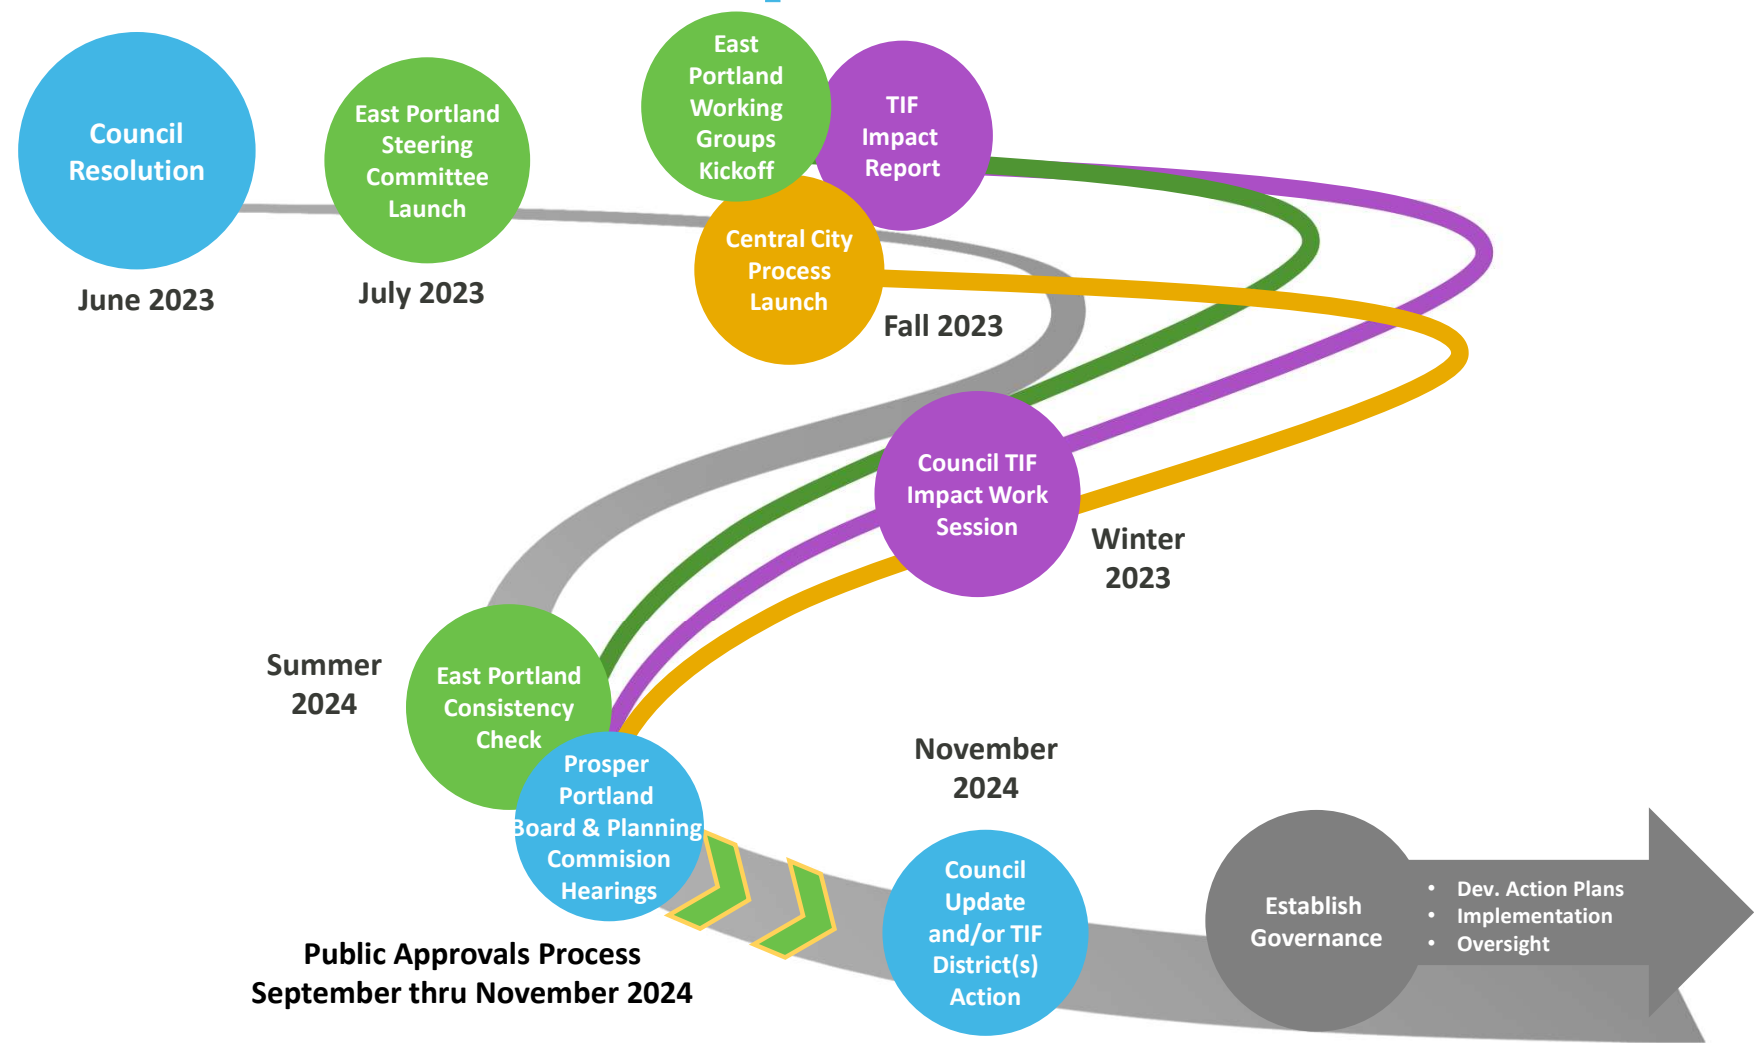 Council
Resolution
June 2023
East Portland
Steering
Committee
Launch
July 2023
East
Portland
Working
Groups
Kickoff
TIF
Impact
Report
Central City
Process
Launch
Fall 2023
Council TIF
Impact Work
Session
Winter
2023
Summer
2024
East Portland
Consistency
Check
Prosper
Portland
Board & Planning
Commision
Hearings
Public Approvals Process
September thru November 2024
November
2024
Council
Update
and/or TIF
District(s)
Action
Establish
Governance
• Dev. Action Plans
• Implementation
• Oversight